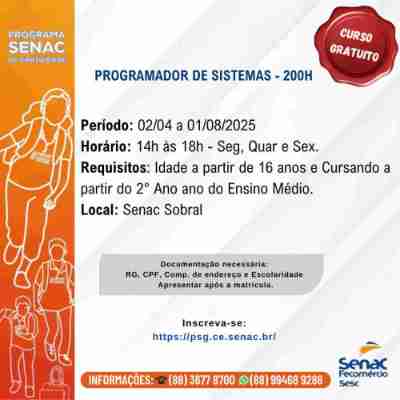 PROGRAMA
SENAC
DE GRATUIDADE
CURSO
GRATUITO
PROGRAMADOR DE SISTEMAS - 200H
Período: 02/04 a 01/08/2025
Horário: 14h às 18h - Seg, Quar e Sex.
Requisitos: Idade a partir de 16 anos e Cursando a
partir do 2° Ano ano do Ensino Médio.
Local: Senac Sobral
Documentação necessária:
RG, CPF, Comp. de endereço e Escolaridade
Apresentar após a matrícula.
Inscreva-se:
https://psg.ce.senac.br/
INFORMAÇÕES: (88) 3677 8700 (88) 99468 9286
Senac
Fecomércio
Sesc